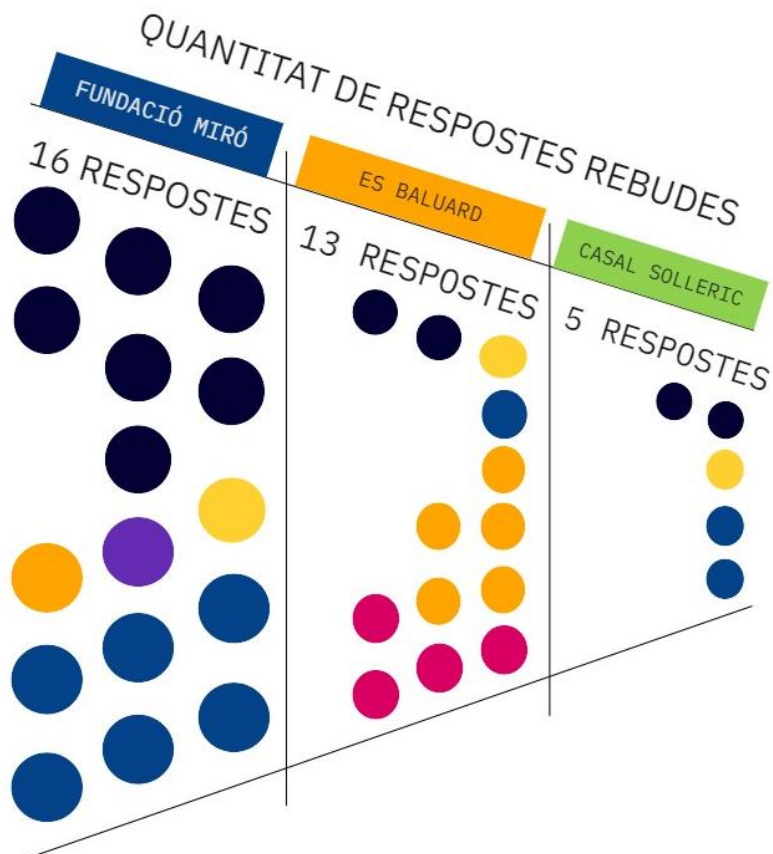 QUANTITAT DE RESPOSTES REBUDES
FUNDACIÓ MIRÓ
16 RESPOSTES
ES BALUARD
13 RESPOSTES
CASAL SOLLERIC
5 RESPOSTES